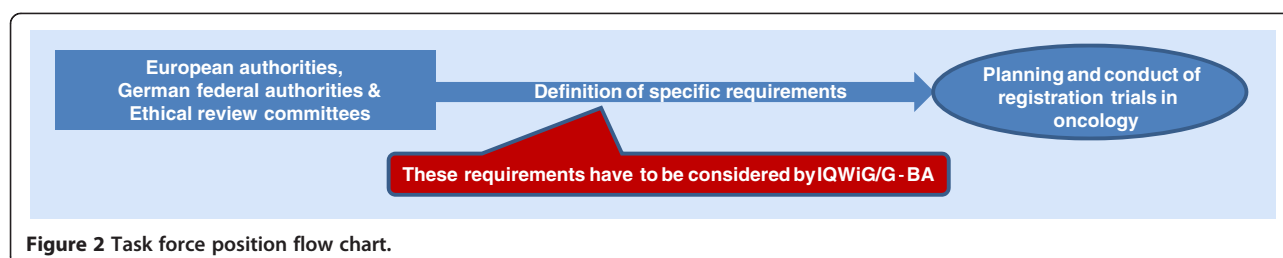 European authorities,
German federal authorities &
Ethical review committees
Definition of specific requirements
Planning and conduct of
registration trials in
oncology
These requirements have to be considered by IQWiG/G - BA
Figure 2 Task force position flow chart.